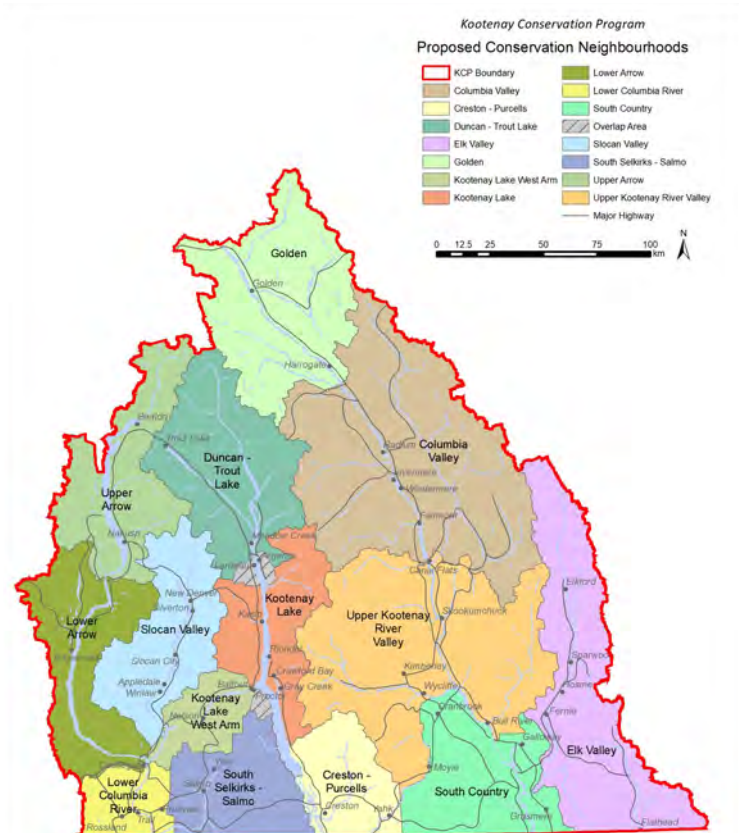 Kootenay Conservation Program
Proposed Conservation Neighbourhoods
KCP Boundary
Columbia Valley
Creston - Purcells
Duncan - Trout Lake
Elk Valley
Golden
Kootenay Lake West Arm
Kootenay Lake
Lower Arrow
Lower Columbia River
South Country
Overlap Area
Slocan Valley
South Selkirks - Salmo
Upper Arrow
Upper Kootenay River Valley
Major Highway
0 12.5 25 50 75 100
km
N
Golden
Golden
Harrogate
Beaton
Trout Lake
Duncan -
Trout
Lake
Columbia
Valley
Radium
Invermere
Windermere
Fairmont
Upper
Arrow
Nakusp
Meadow Creek
Argenta
Lardeau
Canal Flats
Elkford
New Denver
Silverton
Kootenay
Lake
Kaslo
Upper Kootenay
River
Valley
Skookumchuck
Lower
Arrow
Slocan Valley
Riondel
Slocan City
Crawford Bay
Gray Creek
Kimberley
Sparwood
Appledale
Winlaw
Balfour
Procter
Wycliffe
Hosmer
Kootenay
Lake
West Arm
Nelson
Cranbrook
Bull River
Fernie
Galloway
Elk Valley
Ymir
Salmo
South
Selkirks -
Salmo
Creston -
Purcells
Moyie
South Country
Lower
Columbia
River
Trail
Rossland
Creston
Yahk
Grasmere
Flathead